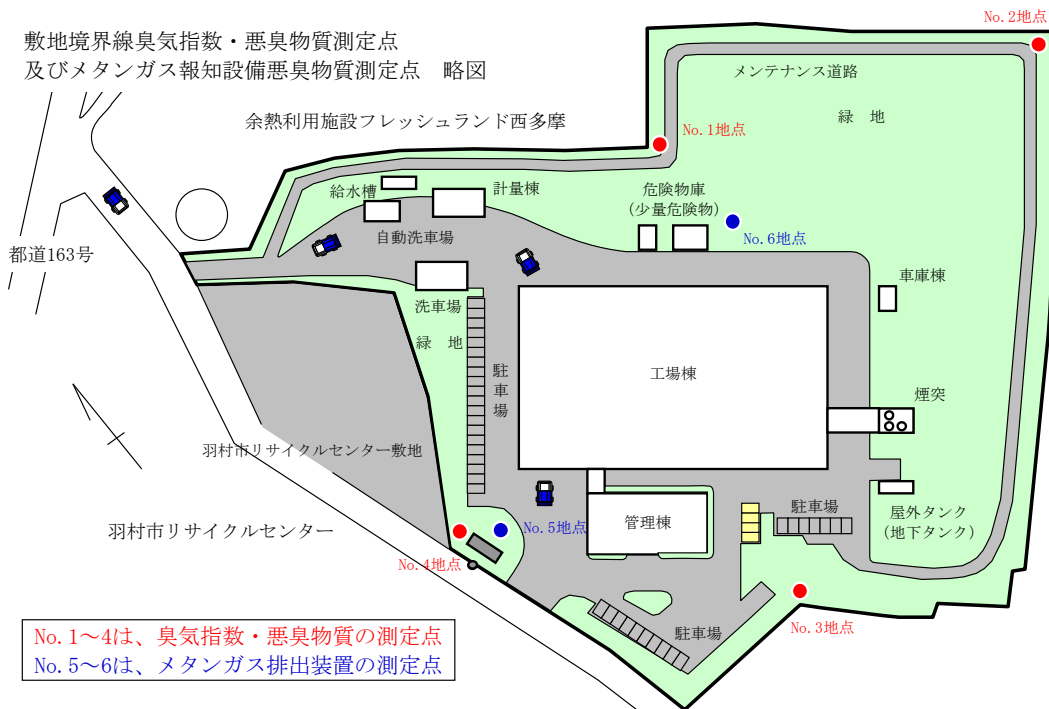 No.2地点
敷地境界線臭気指数・悪臭物質測定点
及びメタンガス報知設備悪臭物質測定点　略図
メンテナンス道路
緑　地
余熱利用施設フレッシュランド西多摩
No.1地点
給水槽
計量棟
危険物庫
(少量危険物)
自動洗車場
No.6地点
都道163号
車庫棟
洗車場
緑　地
駐車場
工場棟
煙突
羽村市リサイクルセンター敷地
羽村市リサイクルセンター
No.5地点
管理棟
駐車場
屋外タンク
(地下タンク)
No.4地点
No.3地点
駐車場
No.1～4は、臭気指数・悪臭物質の測定点
No.5～6は、メタンガス排出装置の測定点